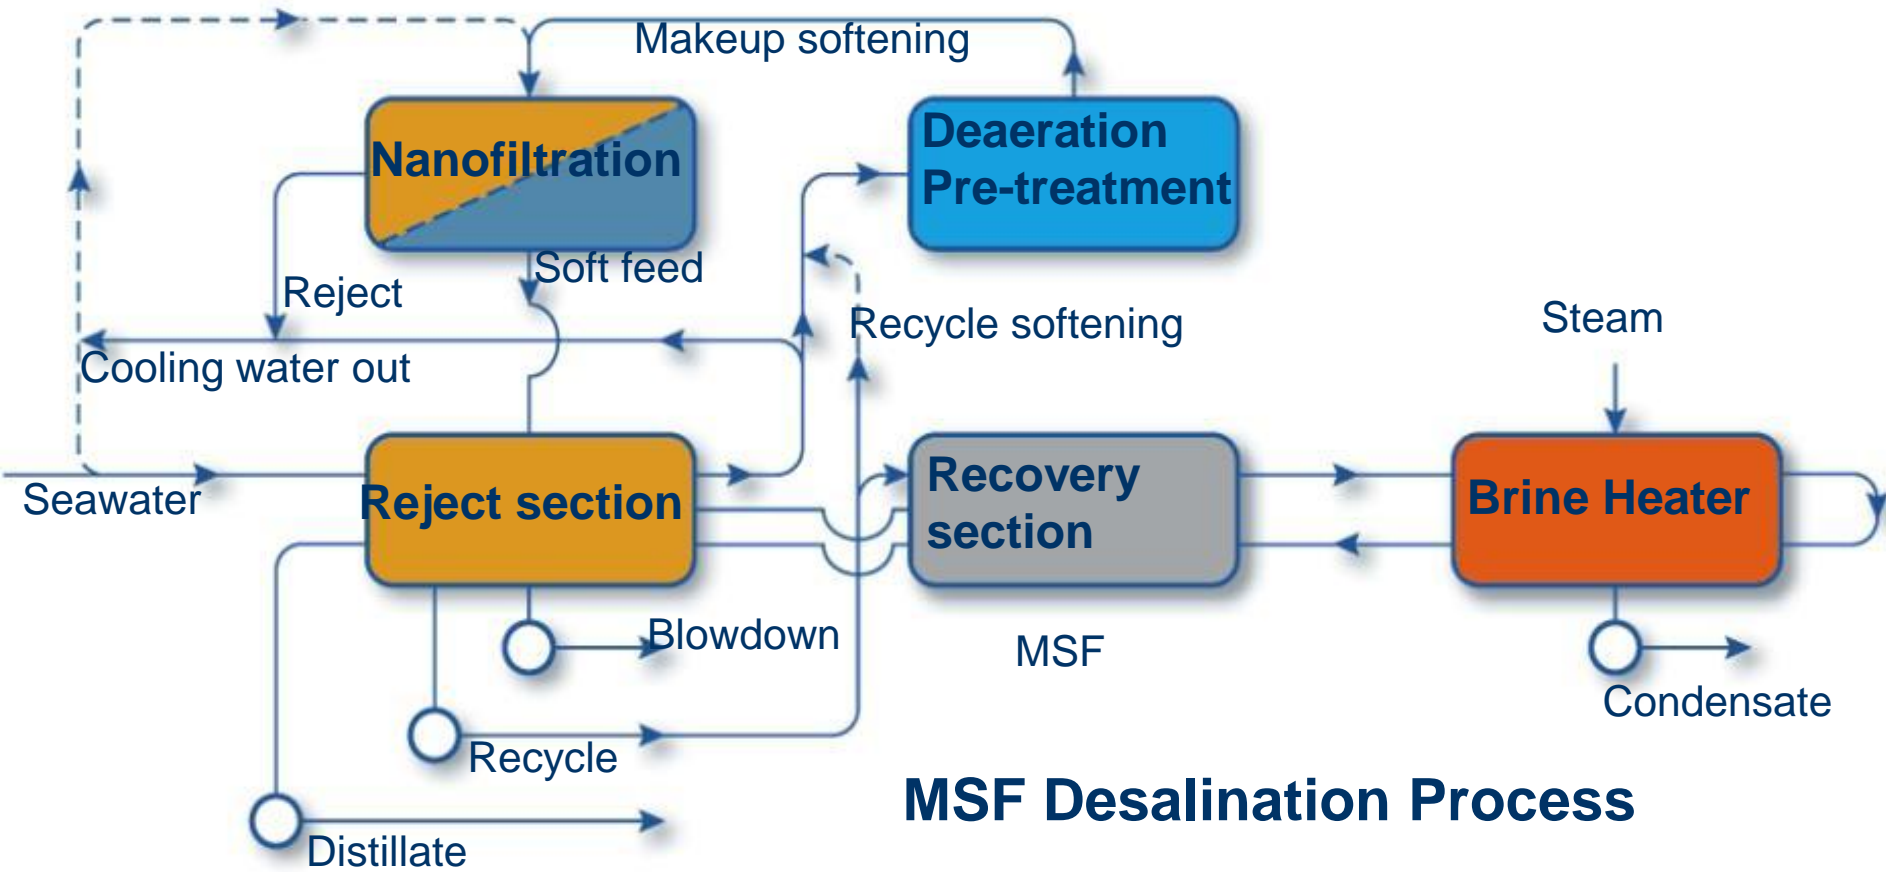 Makeup softening
Nanofiltration
Deaeration
Pre-treatment
Soft feed
Reject
Recycle softening
Steam
Cooling water out
Seawater
Reject section
Recovery
section
Brine Heater
Blowdown
MSF
Condensate
Recycle
MSF Desalination Process
Distillate